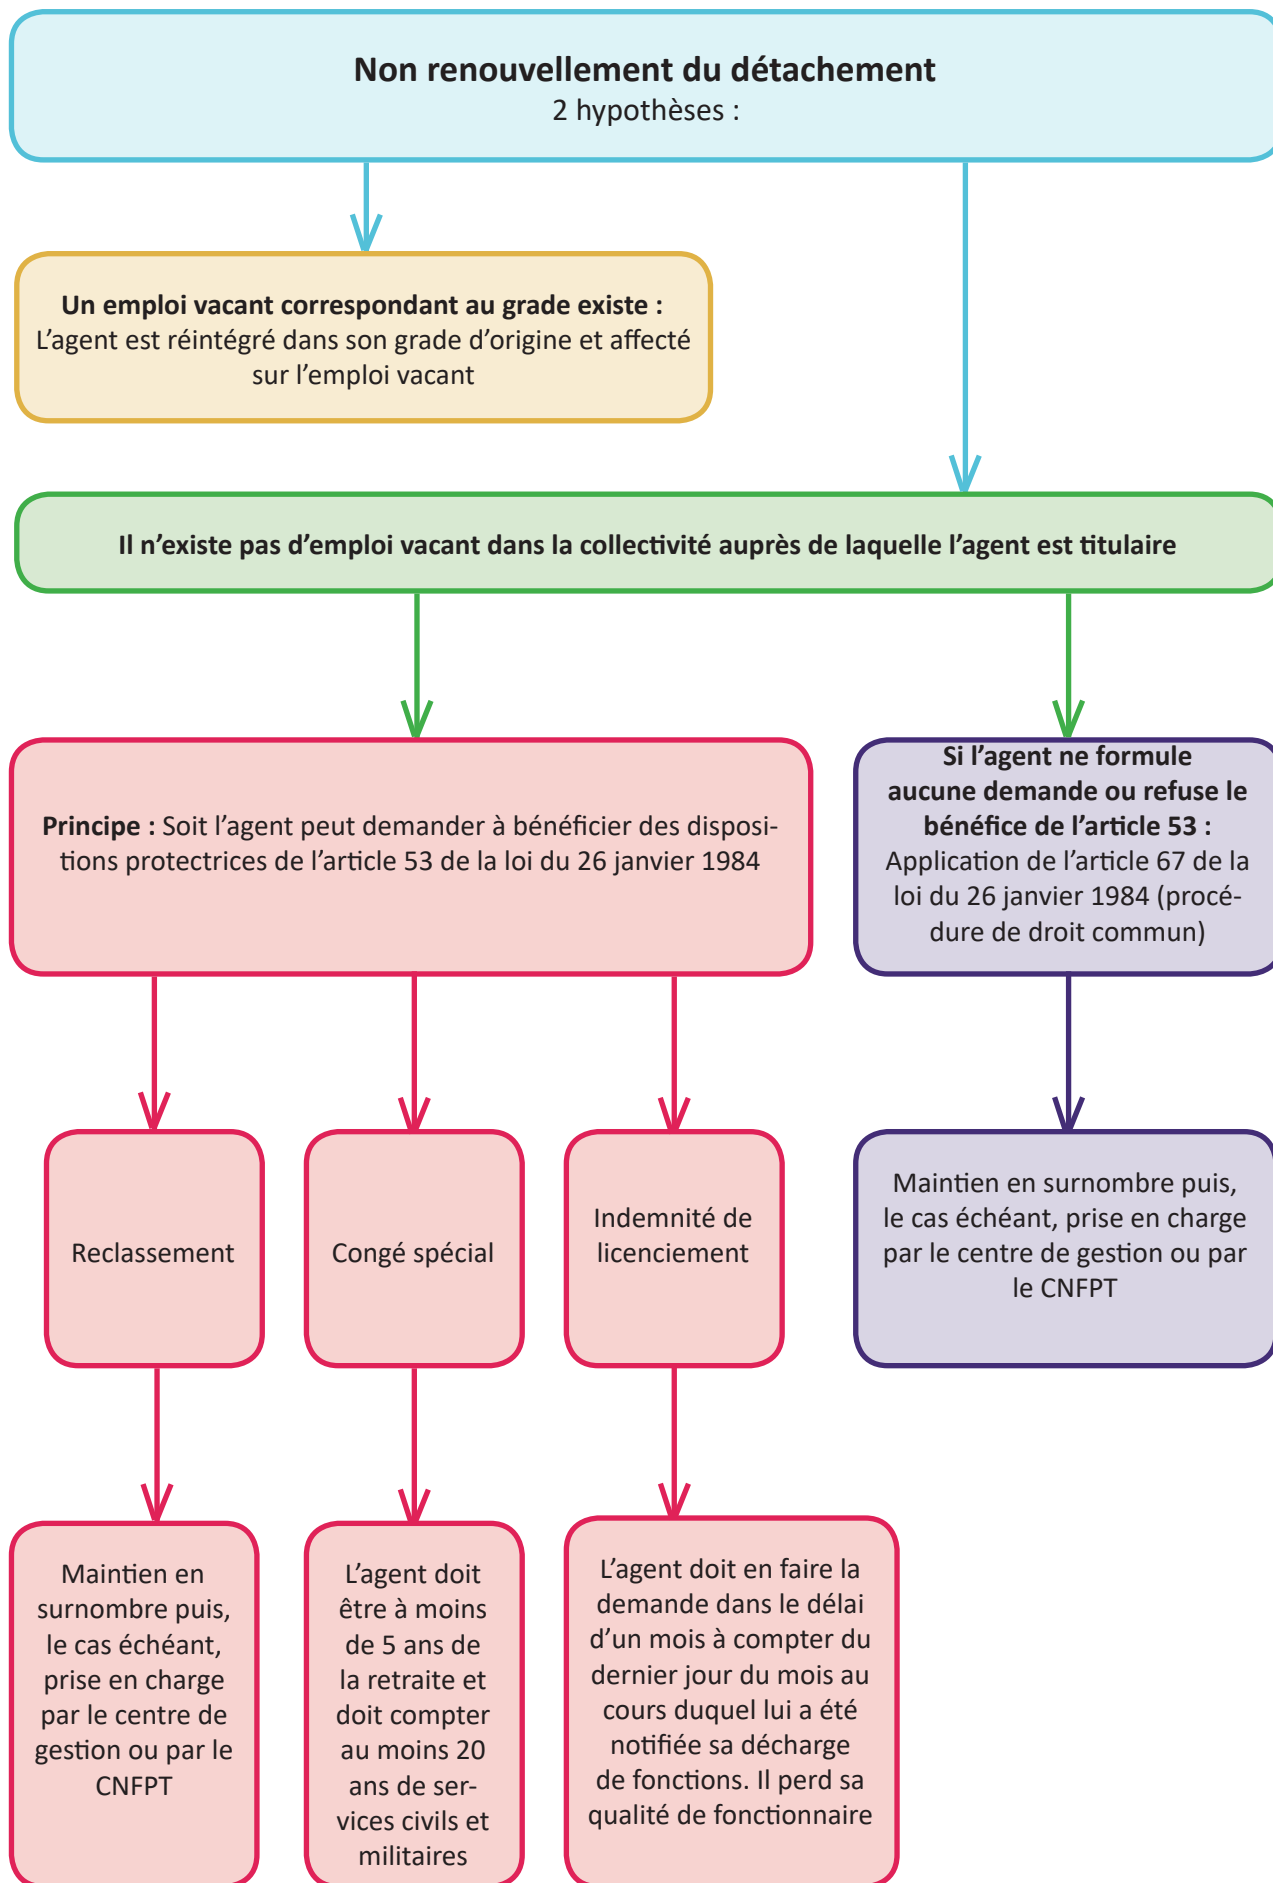 Non renouvellement du détachement
2 hypothèses :
Un emploi vacant correspondant au grade existe :
L’agent est réintégré dans son grade d’origine et affecté
sur l’emploi vacant
Il n’existe pas d’emploi vacant dans la collectivité auprès de laquelle l’agent est titulaire
Principe : Soit l’agent peut demander à bénéficier des disposi-
tions protectrices de l’article 53 de la loi du 26 janvier 1984
Si l’agent ne formule
aucune demande ou refuse le
bénéfice de l’article 53 :
Application de l’article 67 de la
loi du 26 janvier 1984 (procé-
dure de droit commun)
Reclassement
Congé spécial
Indemnité de
licenciement
Maintien en surnombre puis,
le cas échéant, prise en charge
par le centre de gestion ou par
le CNFPT
Maintien en
surnombre puis,
le cas échéant,
prise en charge
par le centre de
gestion ou par le
CNFPT
L’agent doit
être à moins
de 5 ans de
la retraite et
doit compter
au moins 20
ans de ser-
vices civils et
militaires
L’agent doit en faire la
demande dans le délai
d’un mois à compter du
dernier jour du mois au
cours duquel lui a été
notifiée sa décharge
de fonctions. Il perd sa
qualité de fonctionnaire